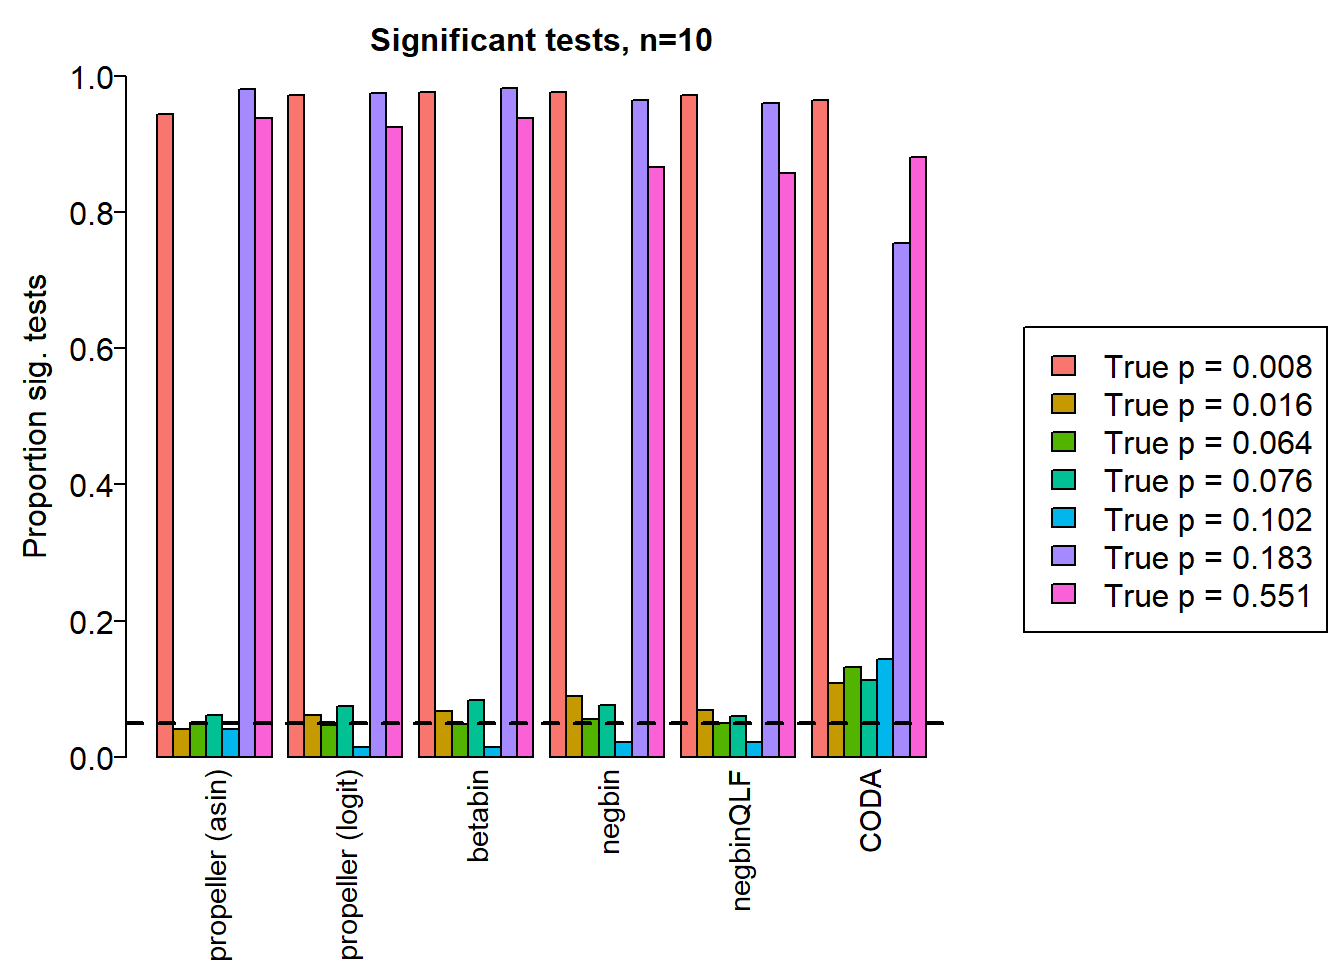 Significant tests, n=10
Proportion sig. tests
1.0
0.8
0.6
0.4
0.2
0.0
propeller (asin)
propeller (logit)
betabin
negbin
negbinQLF
CODA
True p = 0.008
True p = 0.016
True p = 0.064
True p = 0.076
True p = 0.102
True p = 0.183
True p = 0.551